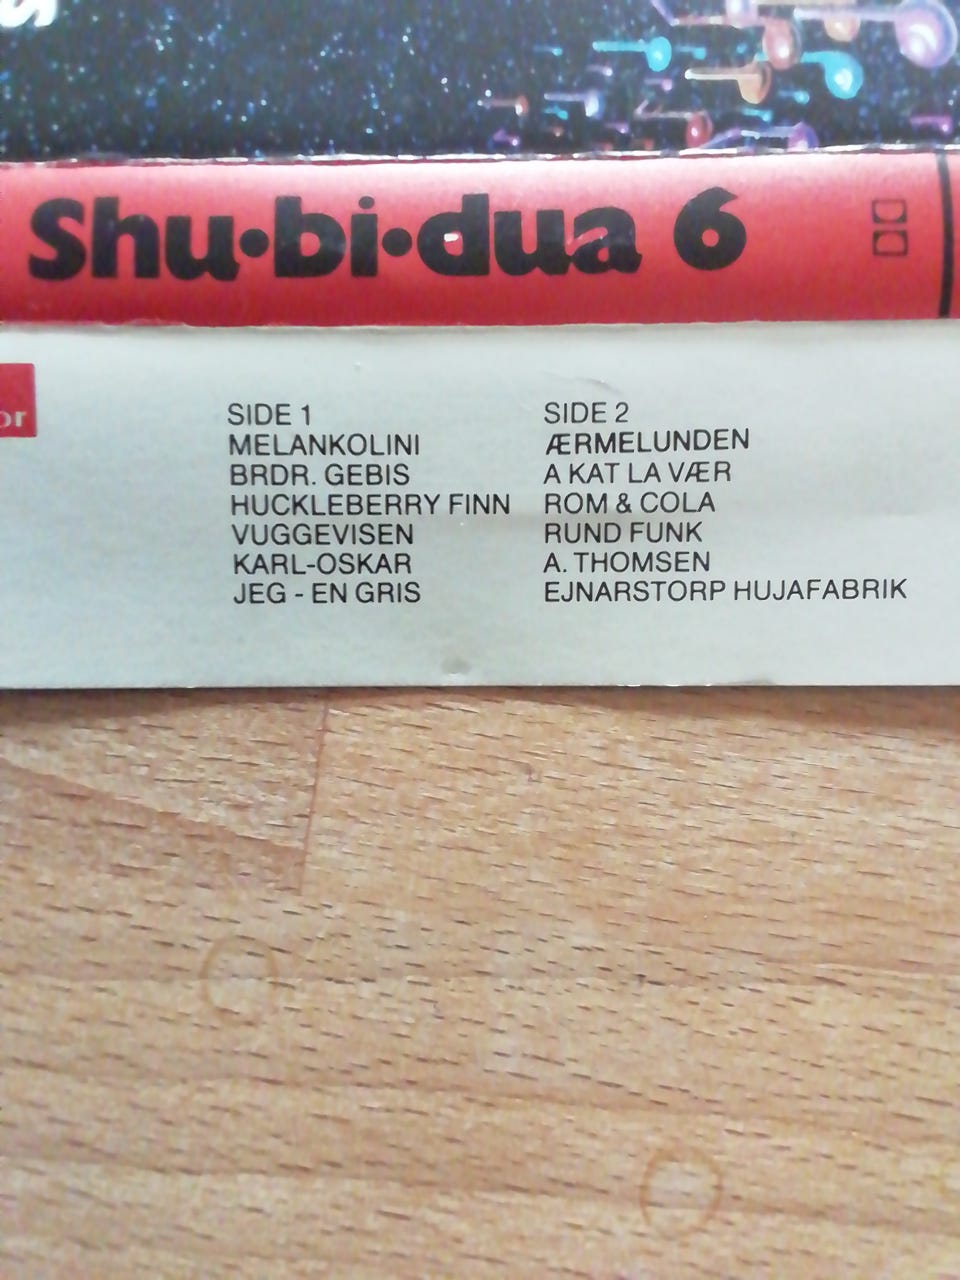 Shu·bi·dua 6
or
SIDE 1
MELANKOLINI
BRDR. GEBIS
HUCKLEBERRY FINN
VUGGEVISEN
KARL-OSKAR
JEG - EN GRIS
SIDE 2
ÆRMELUNDEN
A KAT LA VÆR
ROM & COLA
RUND FUNK
A. THOMSEN
EJNARSTORP HUJAFABRIK